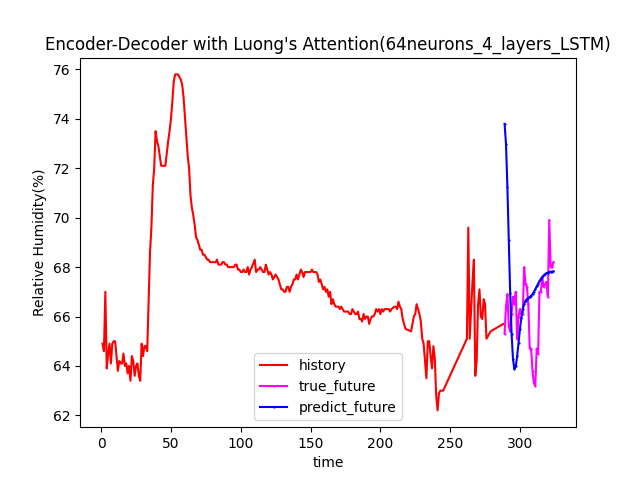 Encoder-Decoder with Luong's Attention(64neurons_4_layers_LSTM)
Relative Humidity(%)
76
74
72
70
68
66
64
62
history
true_future
predict_future
0 50 100 150 200 250 300
time